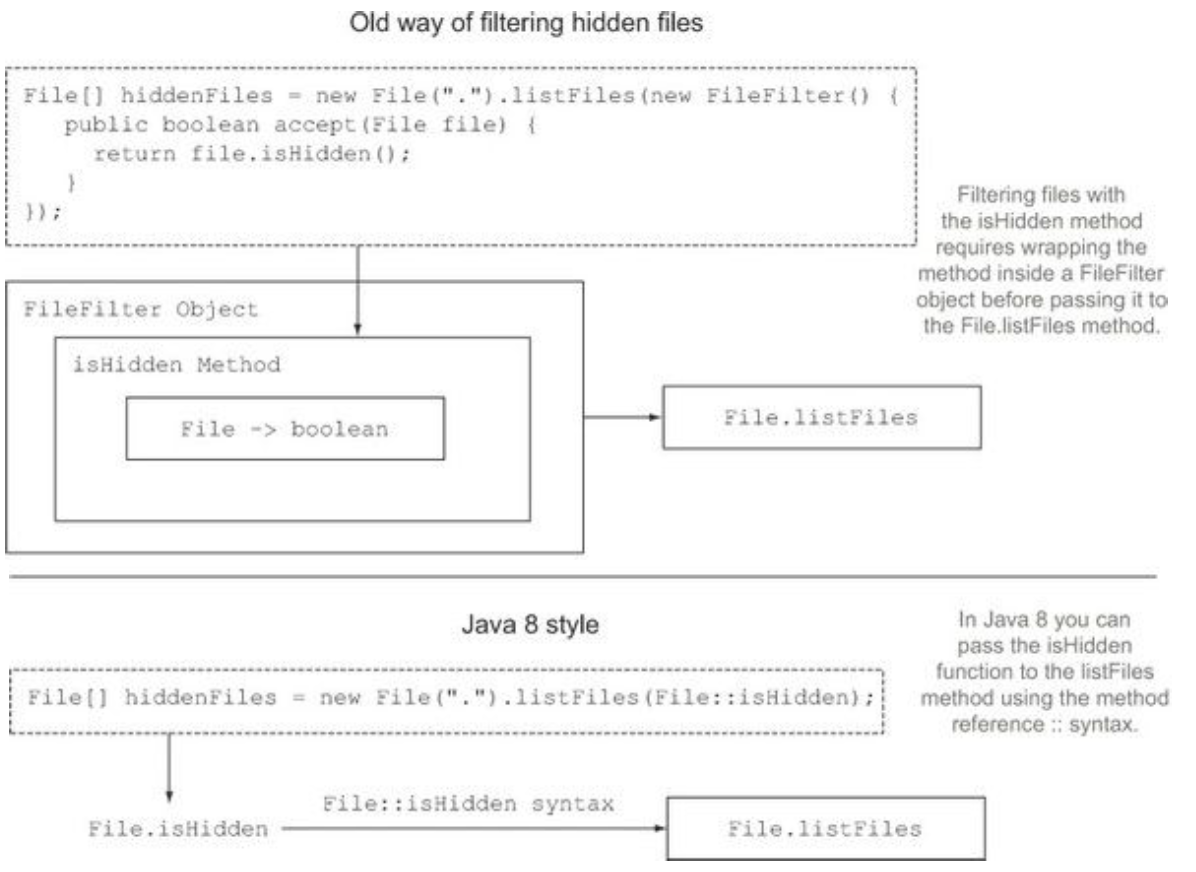 Old way of filtering hidden files
File[] hiddenFiles = new File(".").listFiles(new FileFilter() {
public boolean accept(File file) {
return file.isHidden();
}
});
Filtering files with
the isHidden method
requires wrapping the
method inside a FileFilter
object before passing it to
the File.listFiles method.
FileFilter Object
isHidden Method
File -> boolean
File.listFiles
Java 8 style
In Java 8 you can
pass the isHidden
function to the listFiles
method using the method
reference :: syntax.
File[] hiddenFiles = new File(".").listFiles(File::isHidden);
File::isHidden syntax
File.isHidden
File.listFiles